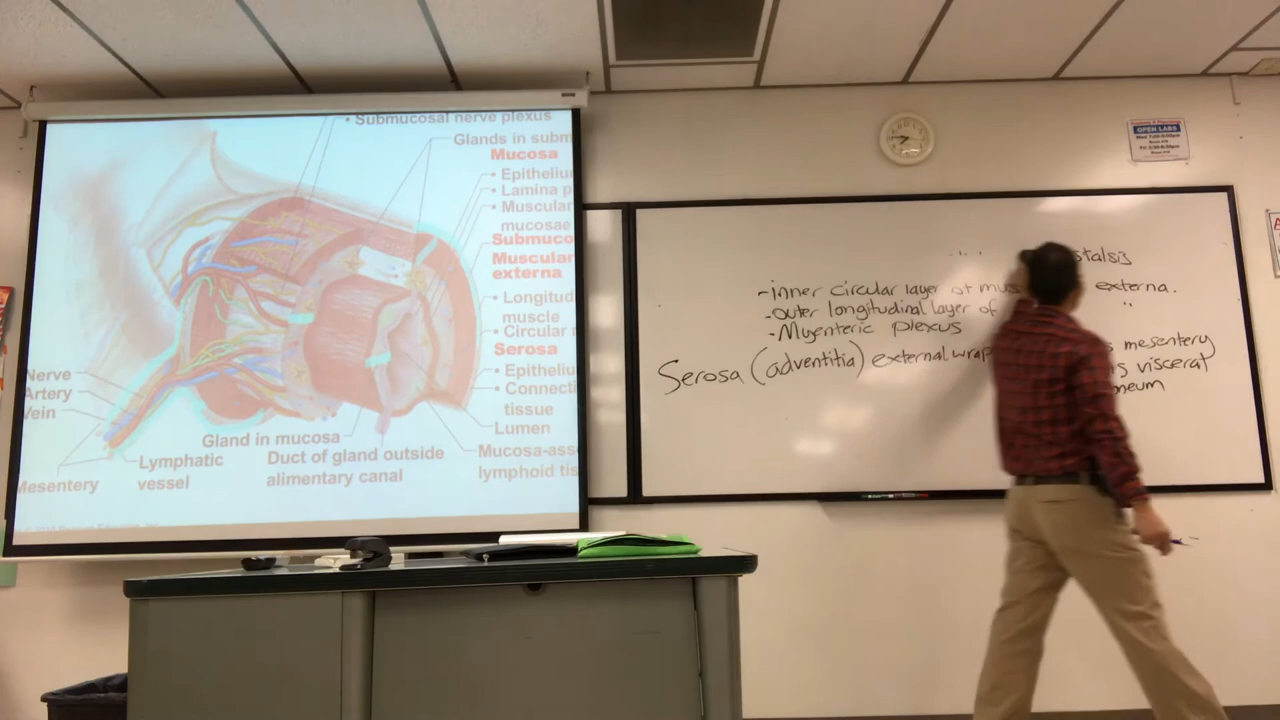 • Submucosal nerve plexus
Glands in subm
Mucosa
• Epitheliu
• Lamina p
• Muscular
mucosae
Submuco
Muscular
externa
• Longitud
muscle
• Circular
Serosa
• Epitheliu
• Connecti
tissue
Lumen
Mucosa-ass
lymphoid tis
Nerve
Artery
Vein
Mesentery
Lymphatic
vessel
Gland in mucosa
Duct of gland outside
alimentary canal
stalsis
-inner circular layer of mus externa.
-outer longitudinal layer of "
-Myenteric plexus
Serosa (adventitia) external wrap s mesentery
is visceral
neum
OPEN LABS